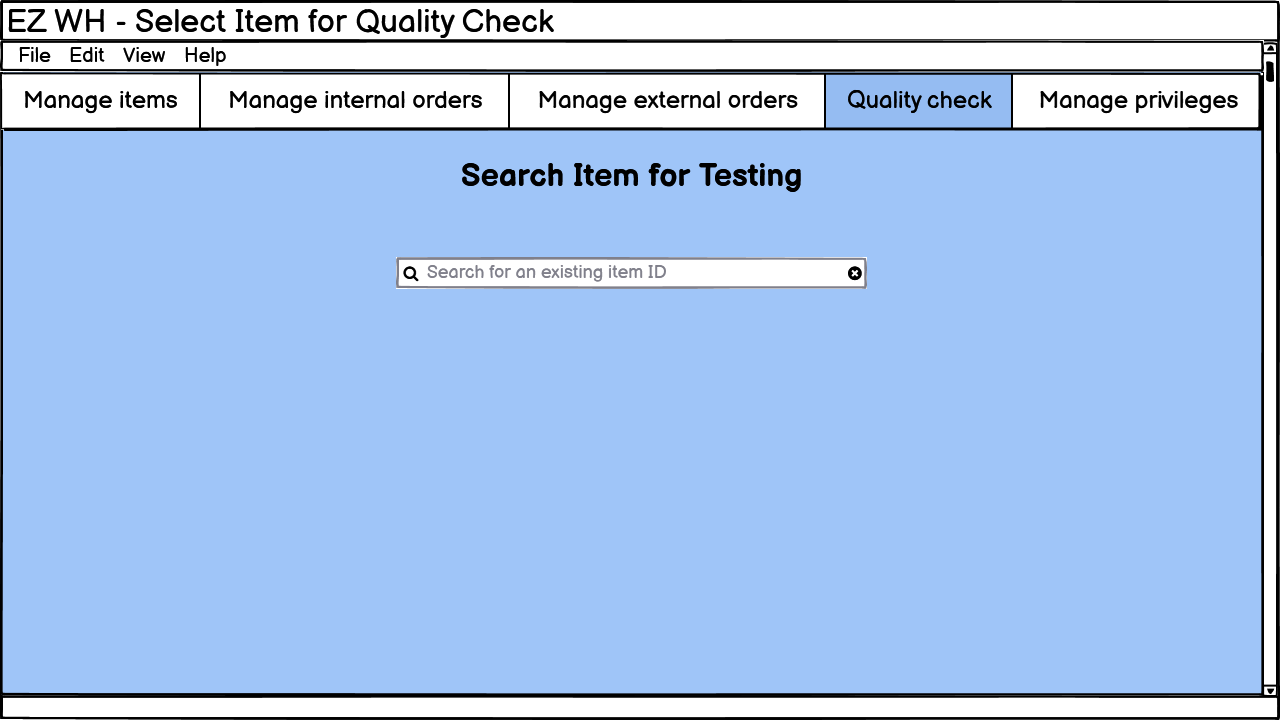 EZ WH - Select Item for Quality Check
File Edit View Help
Manage items Manage internal orders Manage external orders Quality check Manage privileges
Search Item for Testing
Search for an existing item ID